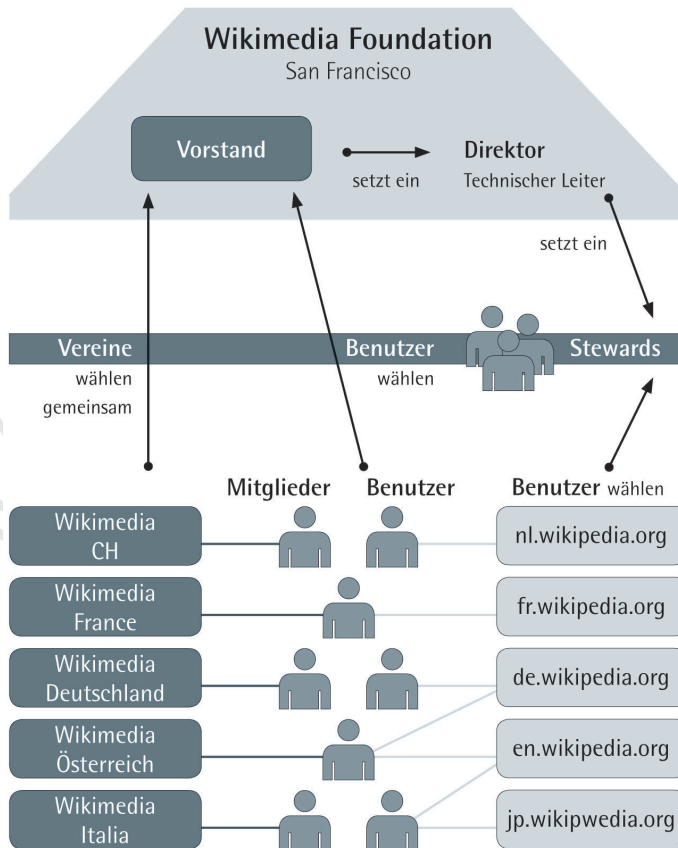 Wikimedia Foundation
San Francisco
Vorstand
setzt ein
Direktor
Technischer Leiter
setzt ein
Vereine
wählen
gemeinsam
Benutzer
wählen
Stewards
Mitglieder
Benutzer
Benutzer wählen
Wikimedia
CH
nl.wikipedia.org
Wikimedia
France
fr.wikipedia.org
Wikimedia
Deutschland
de.wikipedia.org
Wikimedia
Österreich
en.wikipedia.org
Wikimedia
Italia
jp.wikipwedia.org